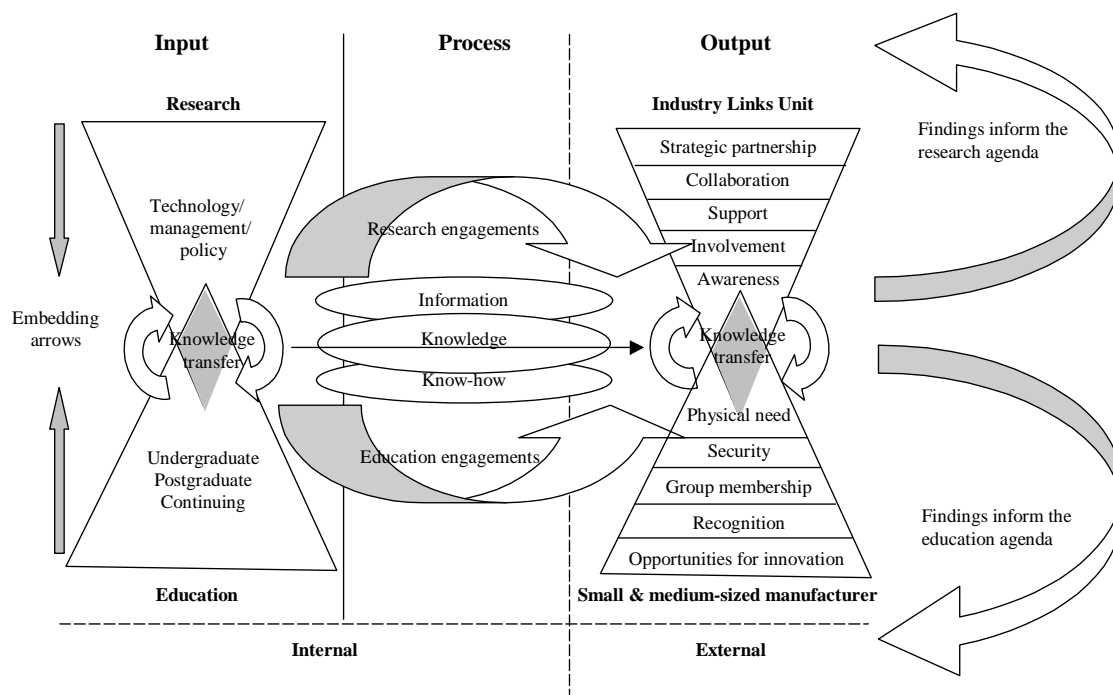 Input
Process
Output
Research
Industry Links Unit
Technology/
management/
policy
Embedding
arrows
Knowledge
transfer
Undergraduate
Postgraduate
Continuing
Education
Research engagements
Information
Knowledge
Know-how
Education engagements
Strategic partnership
Collaboration
Support
Involvement
Awareness
Knowledge
transfer
Physical need
Security
Group membership
Recognition
Opportunities for innovation
Small & medium-sized manufacturer
Findings inform the
research agenda
Findings inform the
education agenda
Internal
External